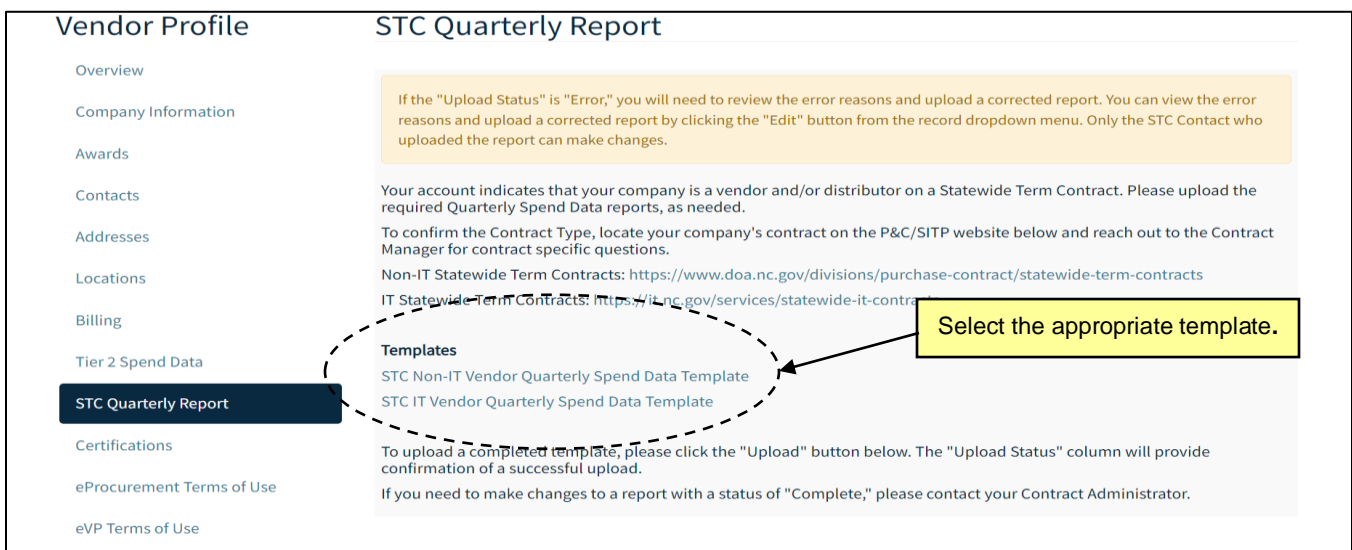 Vendor Profile
Overview
Company Information
Awards
Contacts
Addresses
Locations
Billing
Tier 2 Spend Data
STC Quarterly Report
Certifications
eProcurement Terms of Use
eVP Terms of Use
STC Quarterly Report
If the "Upload Status" is "Error," you will need to review the error reasons and upload a corrected report. You can view the error
reasons and upload a corrected report by clicking the "Edit" button from the record dropdown menu. Only the STC Contact who
uploaded the report can make changes.
Your account indicates that your company is a vendor and/or distributor on a Statewide Term Contract. Please upload the
required Quarterly Spend Data reports, as needed.
To confirm the Contract Type, locate your company's contract on the P&C/SITP website below and reach out to the Contract
Manager for contract specific questions.
Non-IT Statewide Term Contracts: https://www.doa.nc.gov/divisions/purchase-contract/statewide-term-contracts
IT Statewide Term Contracts: https://it.nc.gov/services/statewide-it-contracts
Select the appropriate template.
Templates
STC Non-IT Vendor Quarterly Spend Data Template
STC IT Vendor Quarterly Spend Data Template
To upload a completed template, please click the "Upload" button below. The "Upload Status" column will provide
confirmation of a successful upload.
If you need to make changes to a report with a status of "Complete," please contact your Contract Administrator.